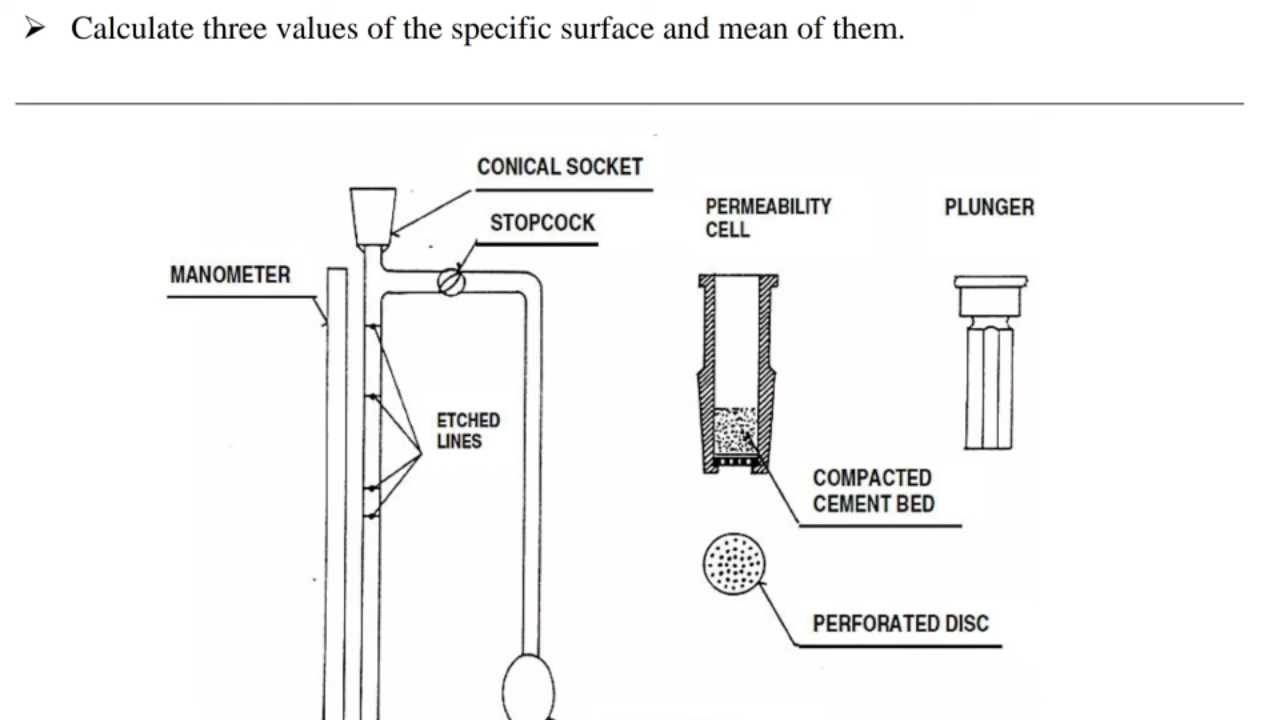 ➢ Calculate three values of the specific surface and mean of them.
CONICAL SOCKET
STOPCOCK
PERMEABILITY
CELL
PLUNGER
MANOMETER
ETCHED
LINES
COMPACTED
CEMENT BED
PERFORATED DISC